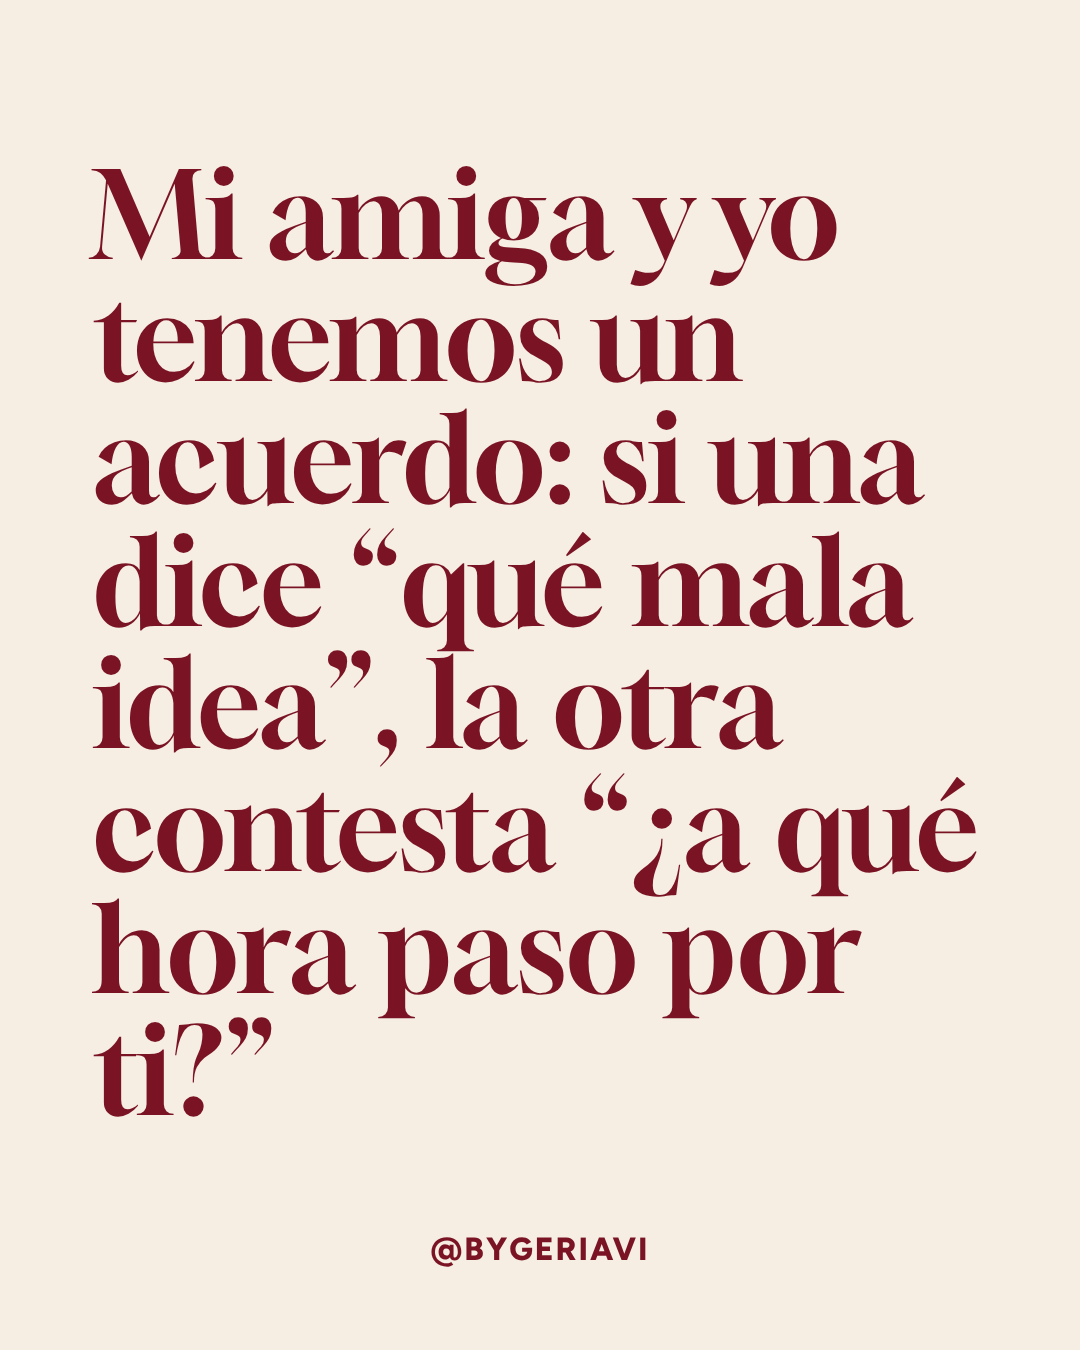 Mi amiga y yo
tenemos un
acuerdo: si una
dice “qué mala
idea”, la otra
contesta “¿a qué
hora paso por
ti?”
@BYGERIAVI